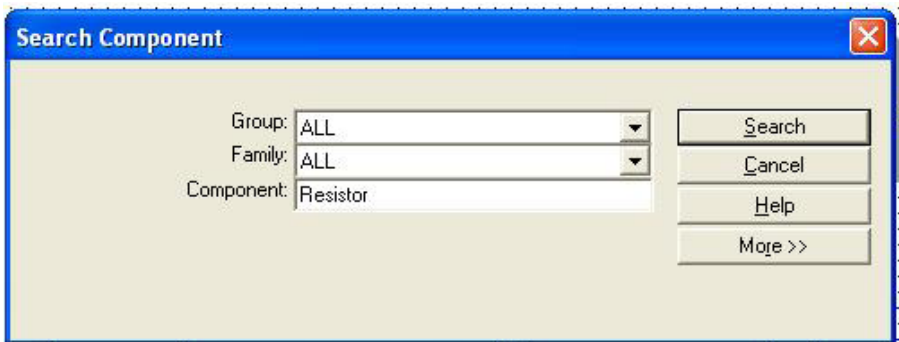 Search Component
Group: ALL
Family: ALL
Component: Resistor
Search
Cancel
Help
More >>